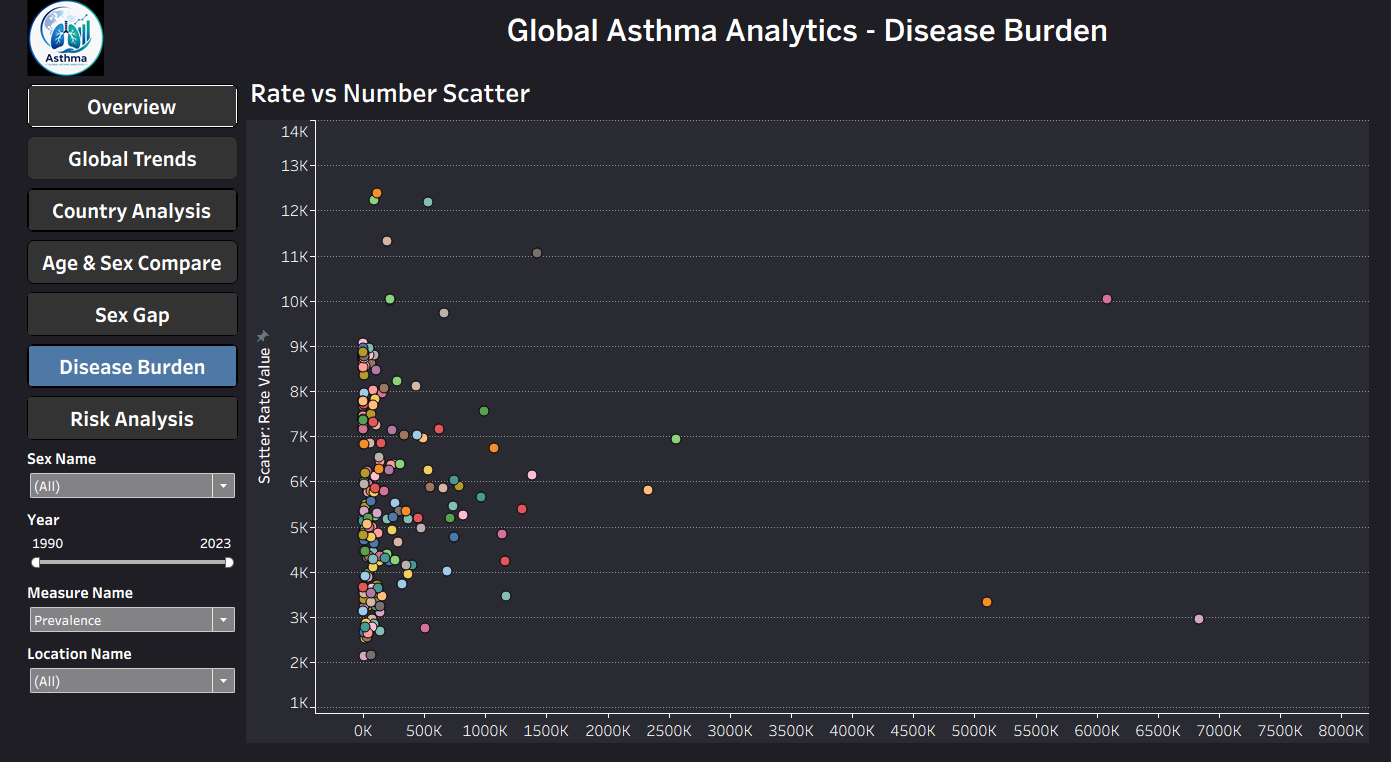 Asthma
Global Asthma Analytics - Disease Burden
Overview
Global Trends
Country Analysis
Age & Sex Compare
Sex Gap
Disease Burden
Risk Analysis
Sex Name
(All)
Year
1990 2023
Measure Name
Prevalence
Location Name
(All)
Rate vs Number Scatter
Scatter: Rate Value
14K
13K
12K
11K
10K
9K
8K
7K
6K
5K
4K
3K
2K
1K
0K 500K 1000K 1500K 2000K 2500K 3000K 3500K 4000K 4500K 5000K 5500K 6000K 6500K 7000K 7500K 8000K